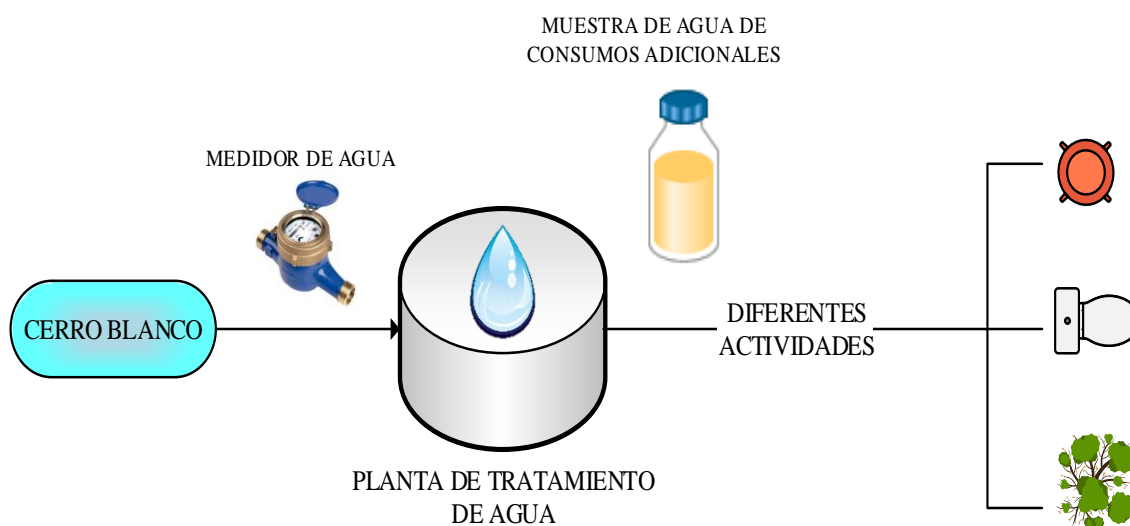 MUESTRA DE AGUA DE
CONSUMOS ADICIONALES
MEDIDOR DE AGUA
CERRO BLANCO
DIFERENTES
ACTIVIDADES
PLANTA DE TRATAMIENTO
DE AGUA